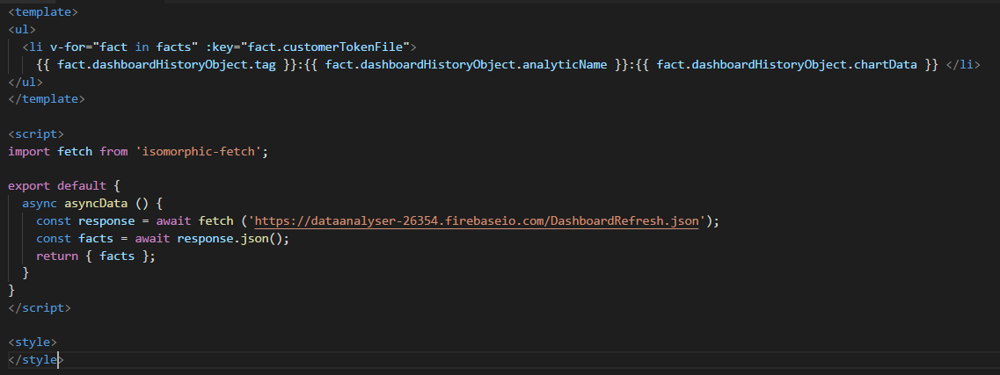 <template>
<ul>
  <li v-for="fact in facts" :key="fact.customerTokenFile">
    {{ fact.dashboardHistoryObject.tag }}:{{ fact.dashboardHistoryObject.analyticName }}:{{ fact.dashboardHistoryObject.chartData }} </li>
</ul>
</template>

<script>
import fetch from 'isomorphic-fetch';

export default {
  async asyncData () {
    const response = await fetch ('https://dataanalyser-26354.firebaseio.com/DashboardRefresh.json');
    const facts = await response.json();
    return { facts };
  }
}
</script>

<style>
</style>